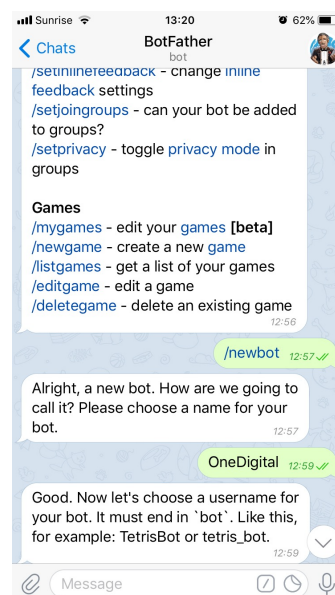 Sunrise 13:20 62%
Chats BotFather
bot
/setinlinefeedback - change inline
feedback settings
/setjoingroups - can your bot be added
to groups?
/setprivacy - toggle privacy mode in
groups
Games
/mygames - edit your games [beta]
/newgame - create a new game
/listgames - get a list of your games
/editgame - edit a game
/deletegame - delete an existing game
12:56
/newbot 12:57
Alright, a new bot. How are we going to
call it? Please choose a name for your
bot.
12:57
OneDigital 12:59
Good. Now let's choose a username for
your bot. It must end in `bot`. Like this,
for example: TetrisBot or tetris_bot.
12:59
Message